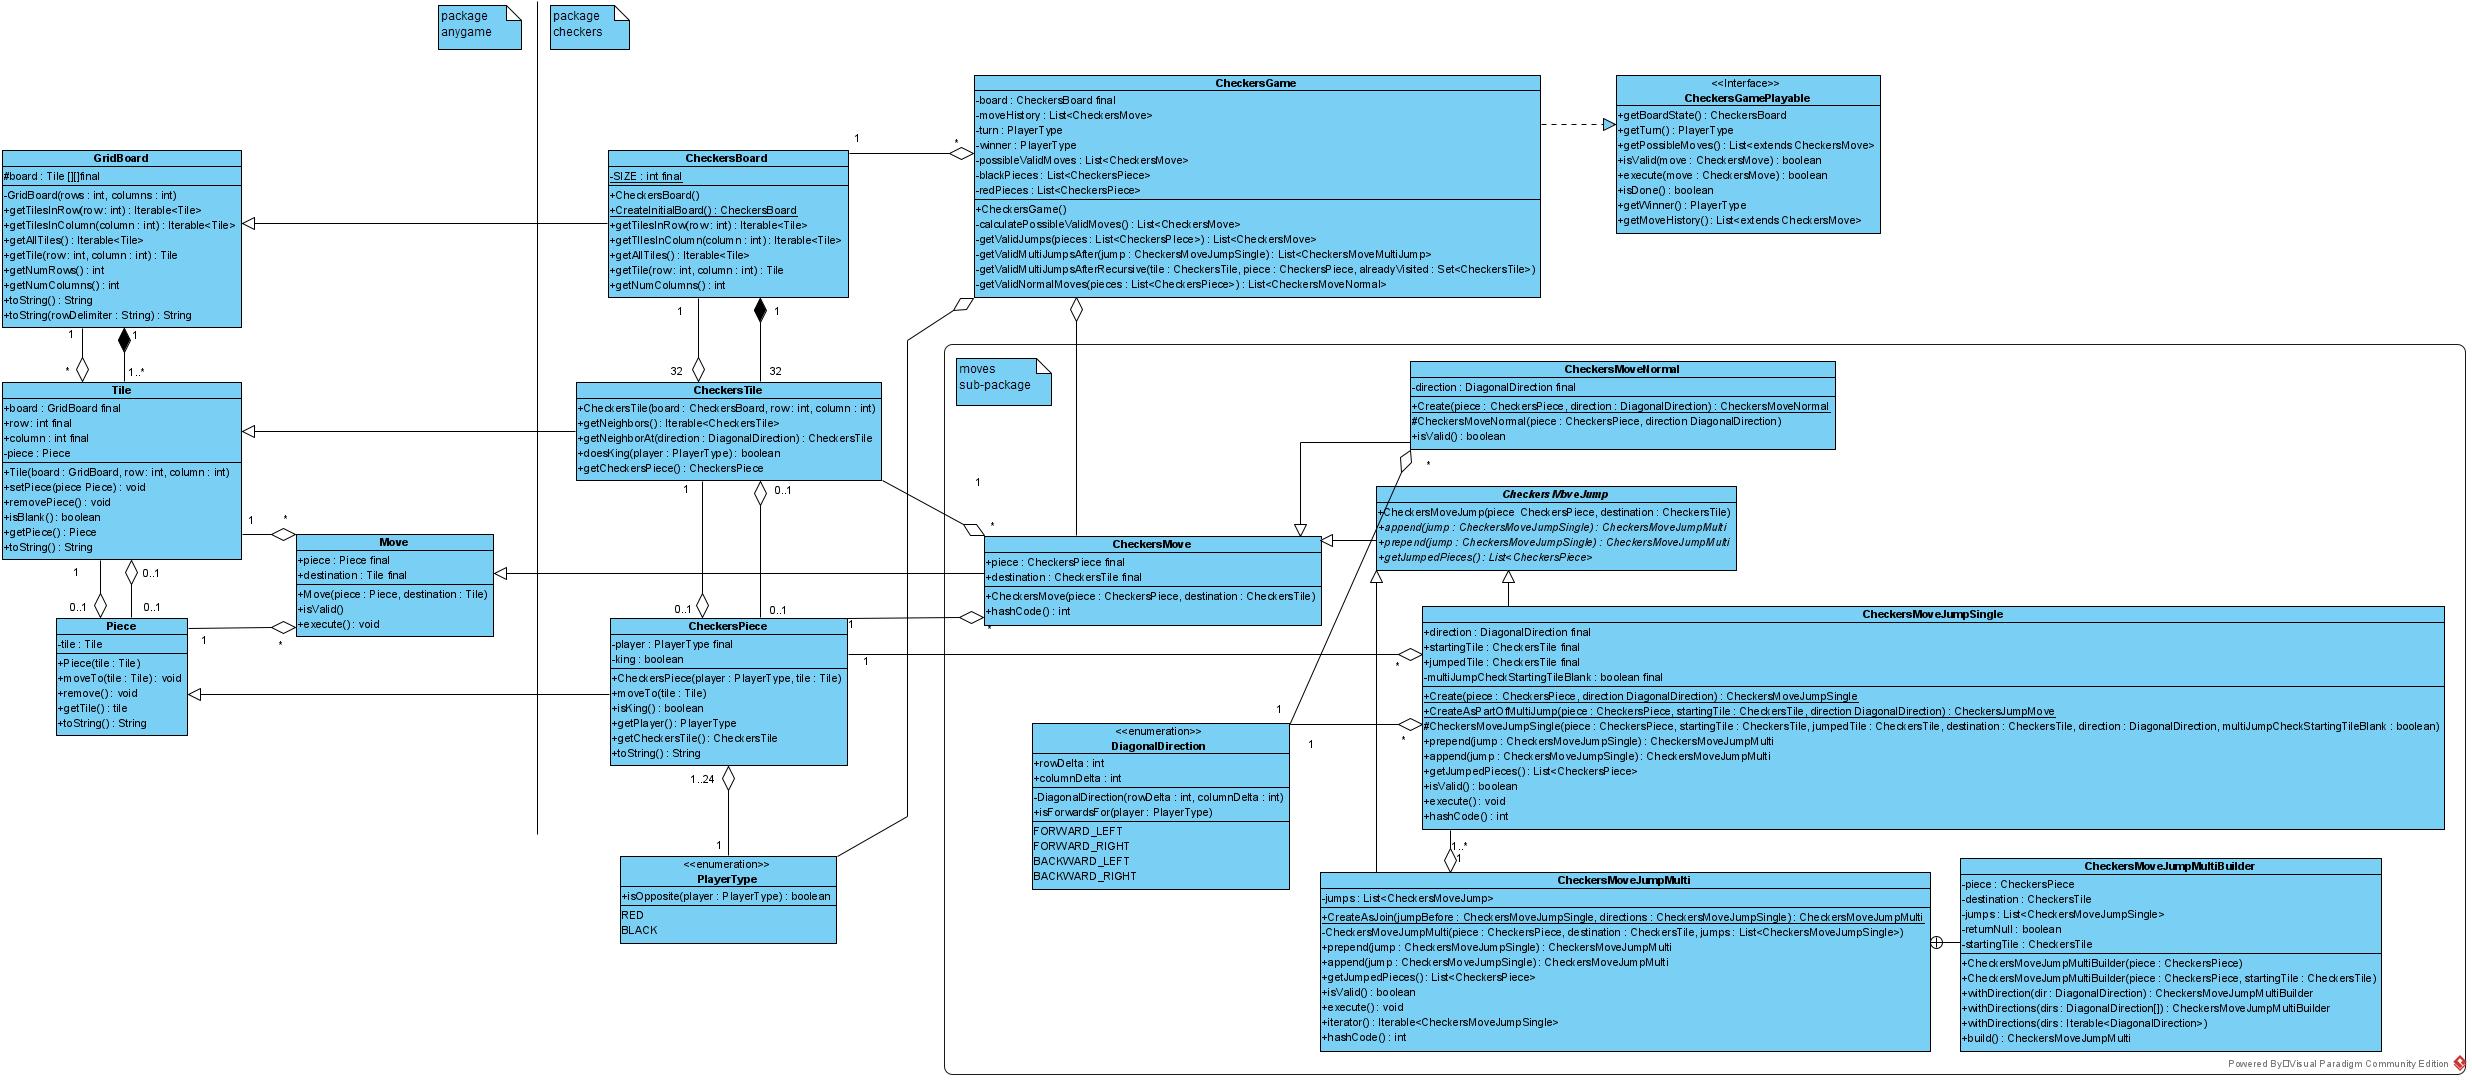 package
anygame
package
checkers
CheckersGame
-board : CheckersBoard final
-moveHistory : List<CheckersMove>
-turn : PlayerType
-winner : PlayerType
-possibleValidMoves : List<CheckersMove>
-blackPieces : List<CheckersPiece>
-redPieces : List<CheckersPiece>
+CheckersGame()
-calculatePossibleValidMoves() : List<CheckersMove>
-getValidJumps(pieces : List<CheckersPIece>) : List<CheckersMove>
-getValidMultiJumpsAfter(jump : CheckersMoveJumpSingle) : List<CheckersMoveMultiJump>
-getValidMultiJumpsAfterRecursive(tile : CheckersTile, piece : CheckersPiece, alreadyVisited : Set<CheckersTile>)
-getValidNormalMoves(pieces : List<CheckersPiece>) : List<CheckersMoveNormal>
<<Interface>>
CheckersGamePlayable
+getBoardState() : CheckersBoard
+getTurn() : PlayerType
+getPossibleMoves() : List<extends CheckersMove>
+isValid(move : CheckersMove) : boolean
+execute(move : CheckersMove) : boolean
+isDone() : boolean
+getWinner() : PlayerType
+getMoveHistory() : List<extends CheckersMove>
1
*
GridBoard
#board : Tile [][]final
-GridBoard(rows : int, columns : int)
+getTilesInRow(row : int) : Iterable<Tile>
+getTilesInColumn(column : int) : Iterable<Tile>
+getAllTiles() : Iterable<Tile>
+getTile(row : int, column : int) : Tile
+getNumRows() : int
+getNumColumns() : int
+toString() : String
+toString(rowDelimiter : String) : String
CheckersBoard
-SIZE : int final
+CheckersBoard()
+CreateInitialBoard() : CheckersBoard
+getTilesInRow(row : int) : Iterable<Tile>
+getTIlesInColumn(column : int) : Iterable<Tile>
+getAllTiles() : Iterable<Tile>
+getTile(row : int, column : int) : Tile
+getNumColumns() : int
1
1
*
1..*
1
1
32
32
Tile
+board : GridBoard final
+row : int final
+column : int final
-piece : Piece
+Tile(board : GridBoard, row : int, column : int)
+setPiece(piece Piece) : void
+removePiece() : void
+isBlank() : boolean
+getPiece() : Piece
+toString() : String
CheckersTile
+CheckersTile(board : CheckersBoard, row : int, column : int)
+getNeighbors() : Iterable<CheckersTile>
+getNeighborAt(direction : DiagonalDirection) : CheckersTile
+doesKing(player : PlayerType) : boolean
+getCheckersPiece() : CheckersPiece
moves
sub-package
CheckersMoveNormal
-direction : DiagonalDirection final
+Create(piece : CheckersPiece, direction : DiagonalDirection) : CheckersMoveNormal
#CheckersMoveNormal(piece : CheckersPiece, direction DiagonalDirection)
+isValid() : boolean
*
1
*
CheckersMoveJump
+CheckersMoveJump(piece CheckersPiece, destination : CheckersTile)
+append(jump : CheckersMoveJumpSingle) : CheckersMoveJumpMulti
+prepend(jump : CheckersMoveJumpSingle) : CheckersMoveJumpMulti
+getJumpedPieces() : List<CheckersPiece>
1
*
Move
+piece : Piece final
+destination : Tile final
+Move(piece : Piece, destination : Tile)
+isValid()
+execute() : void
CheckersMove
+piece : CheckersPiece final
+destination : CheckersTile final
+CheckersMove(piece : CheckersPiece, destination : CheckersTile)
+hashCode() : int
1
0..1
0..1
0..1
1
0..1
0..1
0..1
1
*
1
*
Piece
-tile : Tile
+Piece(tile : Tile)
+moveTo(tile : Tile) : void
+remove() : void
+getTile() : tile
+toString() : String
CheckersPiece
-player : PlayerType final
-king : boolean
+CheckersPiece(player : PlayerType, tile : Tile)
+moveTo(tile : Tile)
+isKing() : boolean
+getPlayer() : PlayerType
+getCheckersTile() : CheckersTile
+toString() : String
1
*
CheckersMoveJumpSingle
+direction : DiagonalDirection final
+startingTile : CheckersTile final
+jumpedTile : CheckersTile final
-multiJumpCheckStartingTileBlank : boolean final
+Create(piece : CheckersPiece, direction DiagonalDirection) : CheckersMoveJumpSingle
+CreateAsPartOfMultiJump(piece : CheckersPiece, startingTile : CheckersTile, direction DiagonalDirection) : CheckersJumpMove
#CheckersMoveJumpSingle(piece : CheckersPiece, startingTile : CheckersTile, jumpedTile : CheckersTile, destination : CheckersTile, direction : DiagonalDirection, multiJumpCheckStartingTileBlank : boolean)
+prepend(jump : CheckersMoveJumpSingle) : CheckersMoveJumpMulti
+append(jump : CheckersMoveJumpSingle) : CheckersMoveJumpMulti
+getJumpedPieces() : List<CheckersPiece>
+isValid() : boolean
+execute() : void
+hashCode() : int
1
1
*
<<enumeration>>
DiagonalDirection
+rowDelta : int
+columnDelta : int
-DiagonalDirection(rowDelta : int, columnDelta : int)
+isForwardsFor(player : PlayerType)
FORWARD_LEFT
FORWARD_RIGHT
BACKWARD_LEFT
BACKWARD_RIGHT
1..24
1
<<enumeration>>
PlayerType
+isOpposite(player : PlayerType) : boolean
RED
BLACK
1..*
1
CheckersMoveJumpMulti
-jumps : List<CheckersMoveJump>
+CreateAsJoin(jumpBefore : CheckersMoveJumpSingle, directions : CheckersMoveJumpSingle) : CheckersMoveJumpMulti
-CheckersMoveJumpMulti(piece : CheckersPiece, destination : CheckersTile, jumps : List<CheckersMoveJumpSingle>)
+prepend(jump : CheckersMoveJumpSingle) : CheckersMoveJumpMulti
+append(jump : CheckersMoveJumpSingle) : CheckersMoveJumpMulti
+getJumpedPieces() : List<CheckersPiece>
+isValid() : boolean
+execute() : void
+iterator() : Iterable<CheckersMoveJumpSingle>
+hashCode() : int
CheckersMoveJumpMultiBuilder
-piece : CheckersPiece
-destination : CheckersTile
-jumps : List<CheckersMoveJumpSingle>
-returnNull : boolean
-startingTile : CheckersTile
+CheckersMoveJumpMultiBuilder(piece : CheckersPiece)
+CheckersMoveJumpMultiBuilder(piece : CheckersPiece, startingTile : CheckersTile)
+withDirection(dir : DiagonalDirection) : CheckersMoveJumpMultiBuilder
+withDirections(dirs : DiagonalDirection[]) : CheckersMoveJumpMultiBuilder
+withDirections(dirs : Iterable<DiagonalDirection>)
+build() : CheckersMoveJumpMulti
Powered By□Visual Paradigm Community Edition